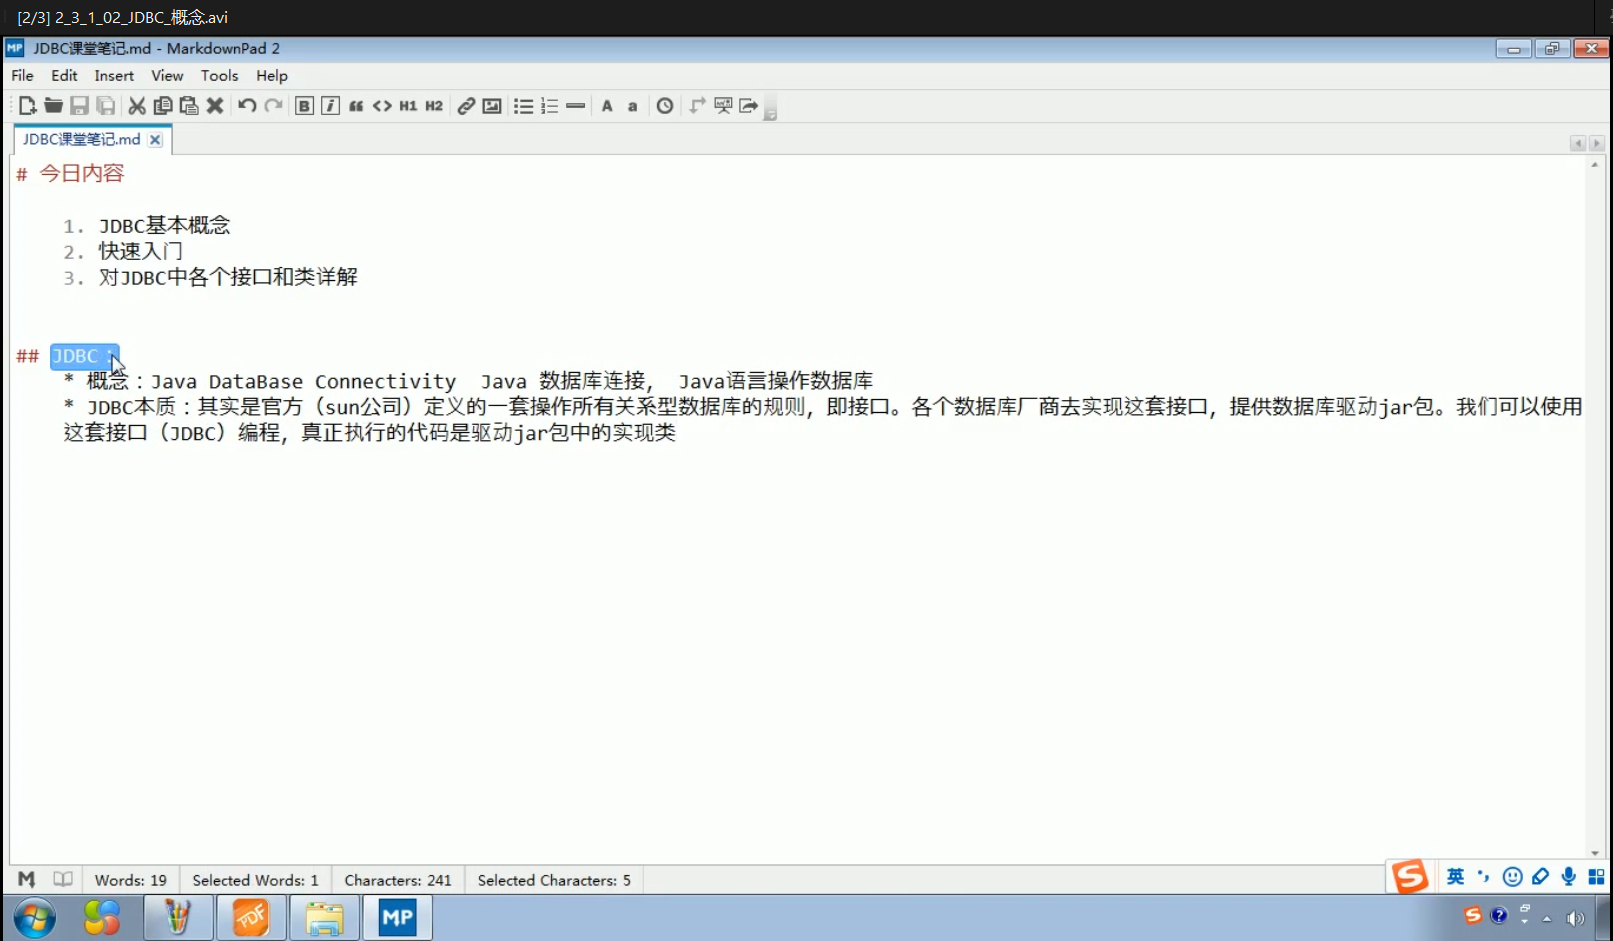 [2/3] 2_3_1_02_JDBC_概念.avi
MP JDBC课堂笔记.md - MarkdownPad 2
File Edit Insert View Tools Help
B i H1 H2 A a
JDBC课堂笔记.md
# 今日内容
1. JDBC基本概念
2. 快速入门
3. 对JDBC中各个接口和类详解
## JDBC：
* 概念：Java DataBase Connectivity Java 数据库连接， Java语言操作数据库
* JDBC本质：其实是官方（sun公司）定义的一套操作所有关系型数据库的规则，即接口。各个数据库厂商去实现这套接口，提供数据库驱动jar包。我们可以使用
这套接口（JDBC）编程，真正执行的代码是驱动jar包中的实现类
Words: 19 Selected Words: 1 Characters: 241 Selected Characters: 5
S 英
PDF MP S ?